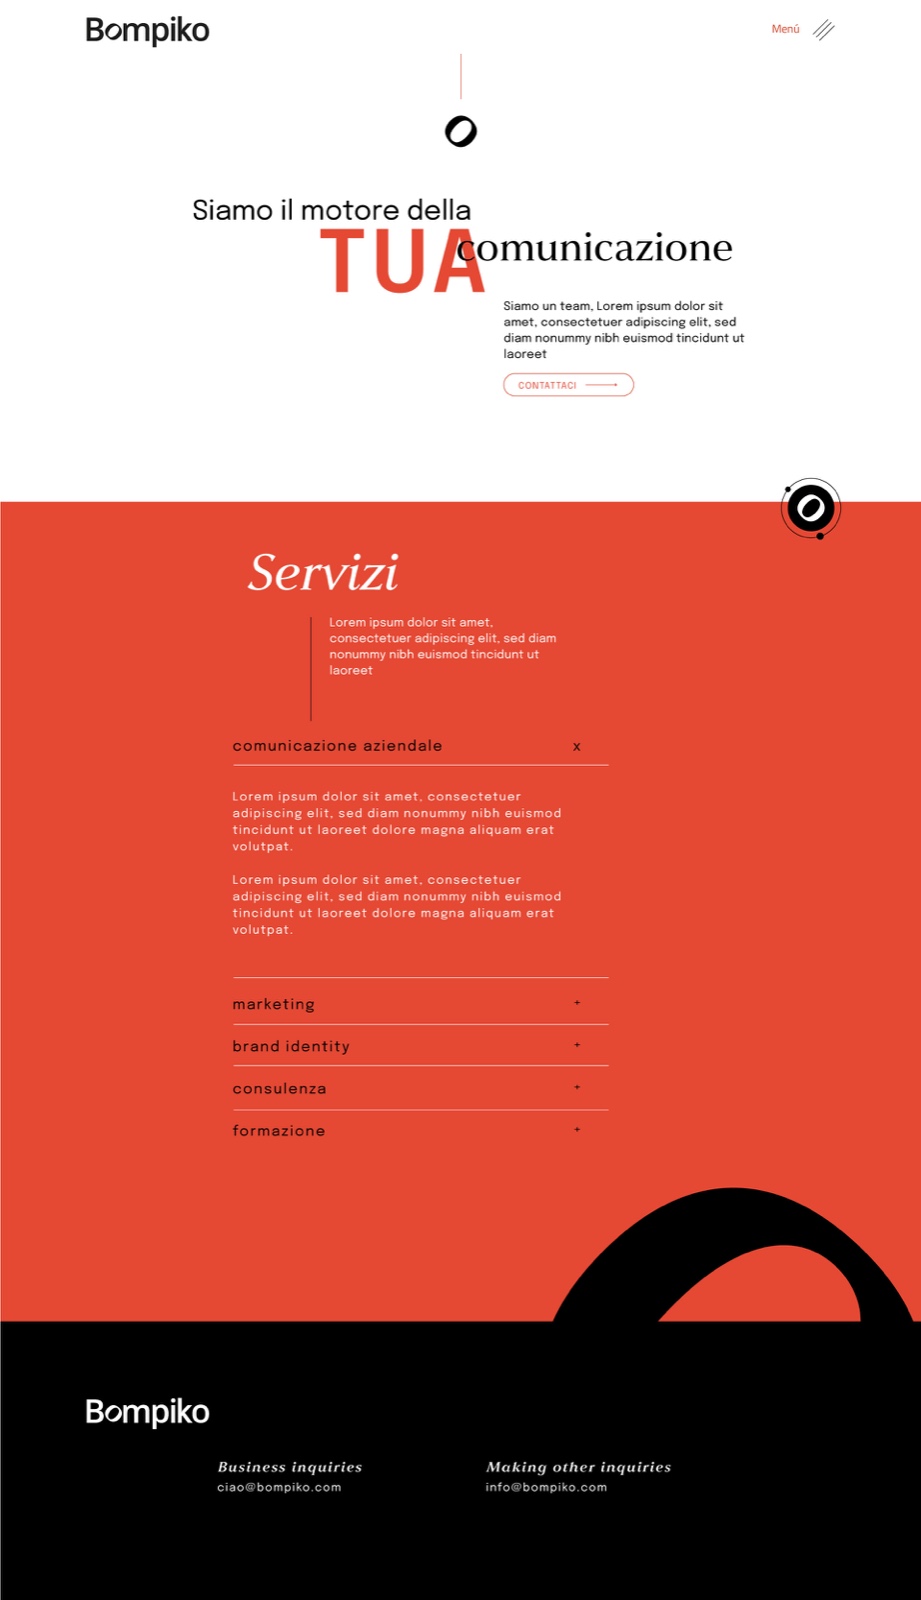 Bompiko
Menú
Siamo il motore della
TUA comunicazione
Siamo un team, Lorem ipsum dolor sit
amet, consectetuer adipiscing elit, sed
diam nonummy nibh euismod tincidunt ut
laoreet
CONTATTACI
Servizi
Lorem ipsum dolor sit amet,
consectetuer adipiscing elit, sed diam
nonummy nibh euismod tincidunt ut
laoreet
comunicazione aziendale x
Lorem ipsum dolor sit amet, consectetuer
adipiscing elit, sed diam nonummy nibh euismod
tincidunt ut laoreet dolore magna aliquam erat
volutpat.
Lorem ipsum dolor sit amet, consectetuer
adipiscing elit, sed diam nonummy nibh euismod
tincidunt ut laoreet dolore magna aliquam erat
volutpat.
marketing +
brand identity +
consulenza +
formazione +
Bompiko
Business inquiries
ciao@bompiko.com
Making other inquiries
info@bompiko.com